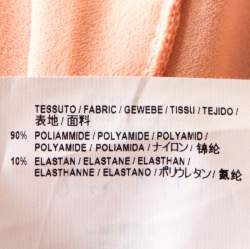 TESSUTO / FABRIC / GEWEBE / TISSU / TEJIDO /
表地 / 面料
90% POLIAMMIDE / POLYAMIDE / POLYAMID /
POLYAMIDE / POLIAMIDA / ナイロン / 锦纶
10% ELASTAN / ELASTANE / ELASTHAN /
ELASTHANNE / ELASTANO / ポリウレタン / 氨纶